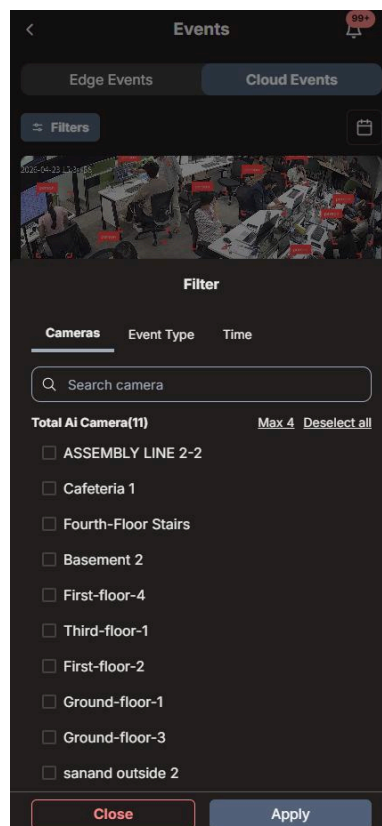 Events
99+
Edge Events Cloud Events
Filters
Filter
Cameras Event Type Time
Search camera
Total Ai Camera(11) Max 4 Deselect all
ASSEMBLY LINE 2-2
Cafeteria 1
Fourth-Floor Stairs
Basement 2
First-floor-4
Third-floor-1
First-floor-2
Ground-floor-1
Ground-floor-3
sanand outside 2
Close Apply